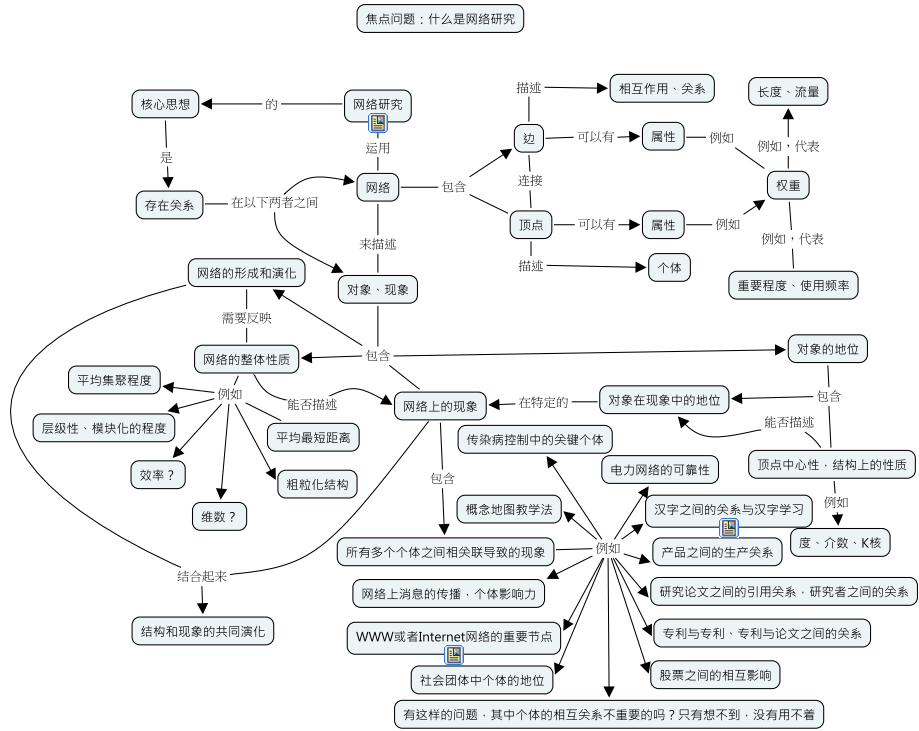 焦点问题：什么是网络研究
核心思想
的
网络研究
描述
相互作用、关系
长度、流量
边
可以有
属性
例如
例如，代表
运用
是
网络
包含
连接
权重
存在关系
在以下两者之间
顶点
可以有
属性
例如
来描述
例如，代表
描述
个体
网络的形成和演化
对象、现象
重要程度、使用频率
需要反映
网络的整体性质
包含
对象的地位
平均集聚程度
例如
能否描述
网络上的现象
在特定的
对象在现象中的地位
包含
层级性、模块化的程度
平均最短距离
传染病控制中的关键个体
能否描述
效率？
粗粒化结构
包含
电力网络的可靠性
顶点中心性，结构上的性质
维数？
概念地图教学法
汉字之间的关系与汉字学习
例如
度、介数、K核
所有多个个体之间相关联导致的现象
例如
产品之间的生产关系
结合起来
网络上消息的传播，个体影响力
研究论文之间的引用关系，研究者之间的关系
结构和现象的共同演化
WWW或者Internet网络的重要节点
专利与专利、专利与论文之间的关系
社会团体中个体的地位
股票之间的相互影响
有这样的问题，其中个体的相互关系不重要的吗？只有想不到，没有用不着